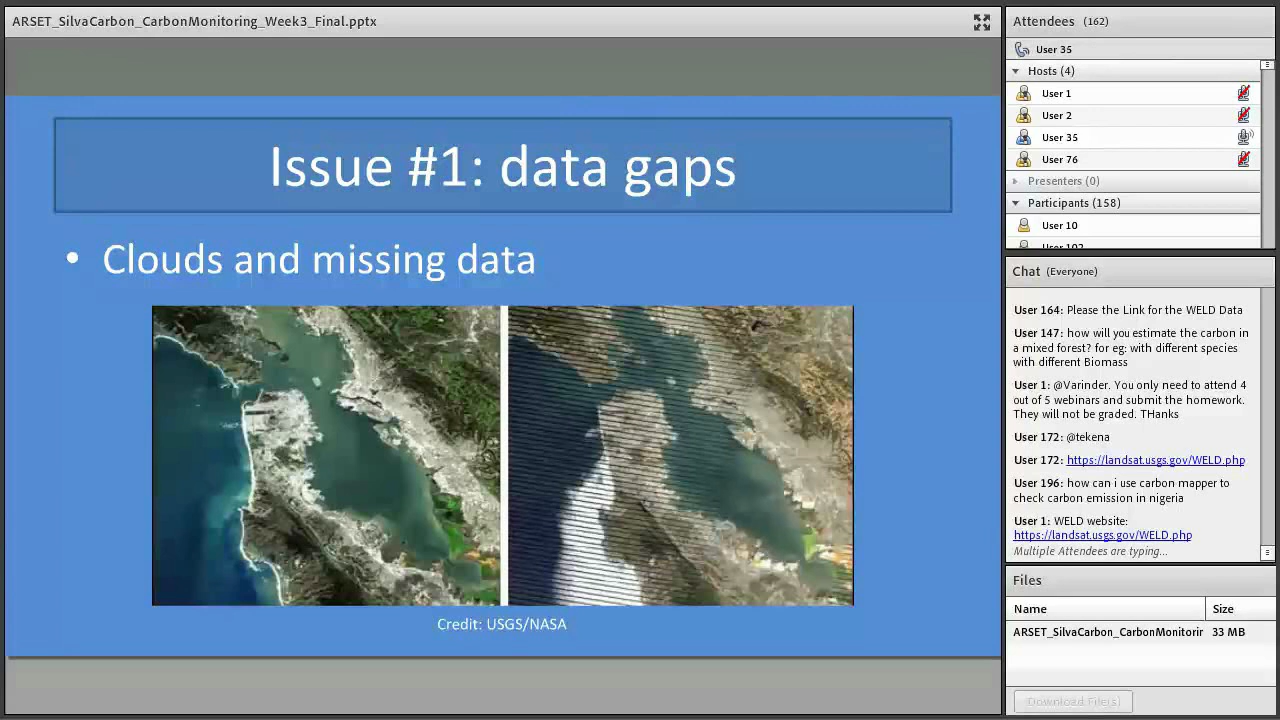 ARSET_SilvaCarbon_CarbonMonitoring_Week3_Final.pptx
Issue #1: data gaps
• Clouds and missing data
Credit: USGS/NASA
Attendees (162)
User 35
Hosts (4)
User 1
User 2
User 35
User 76
Presenters (0)
Participants (158)
User 10
Chat (Everyone)
User 164: Please the Link for the WELD Data
User 147: how will you estimate the carbon in
a mixed forest? for eg: with different species
with different Biomass
User 1: @Varinder. You only need to attend 4
out of 5 webinars and submit the homework.
They will not be graded. THanks
User 172: @tekena
User 172: https://landsat.usgs.gov/WELD.php
User 196: how can i use carbon mapper to
check carbon emission in nigeria
User 1: WELD website:
https://landsat.usgs.gov/WELD.php
Multiple Attendees are typing...
Files
Name Size
ARSET_SilvaCarbon_CarbonMonitorir 33 MB
Download File(s)